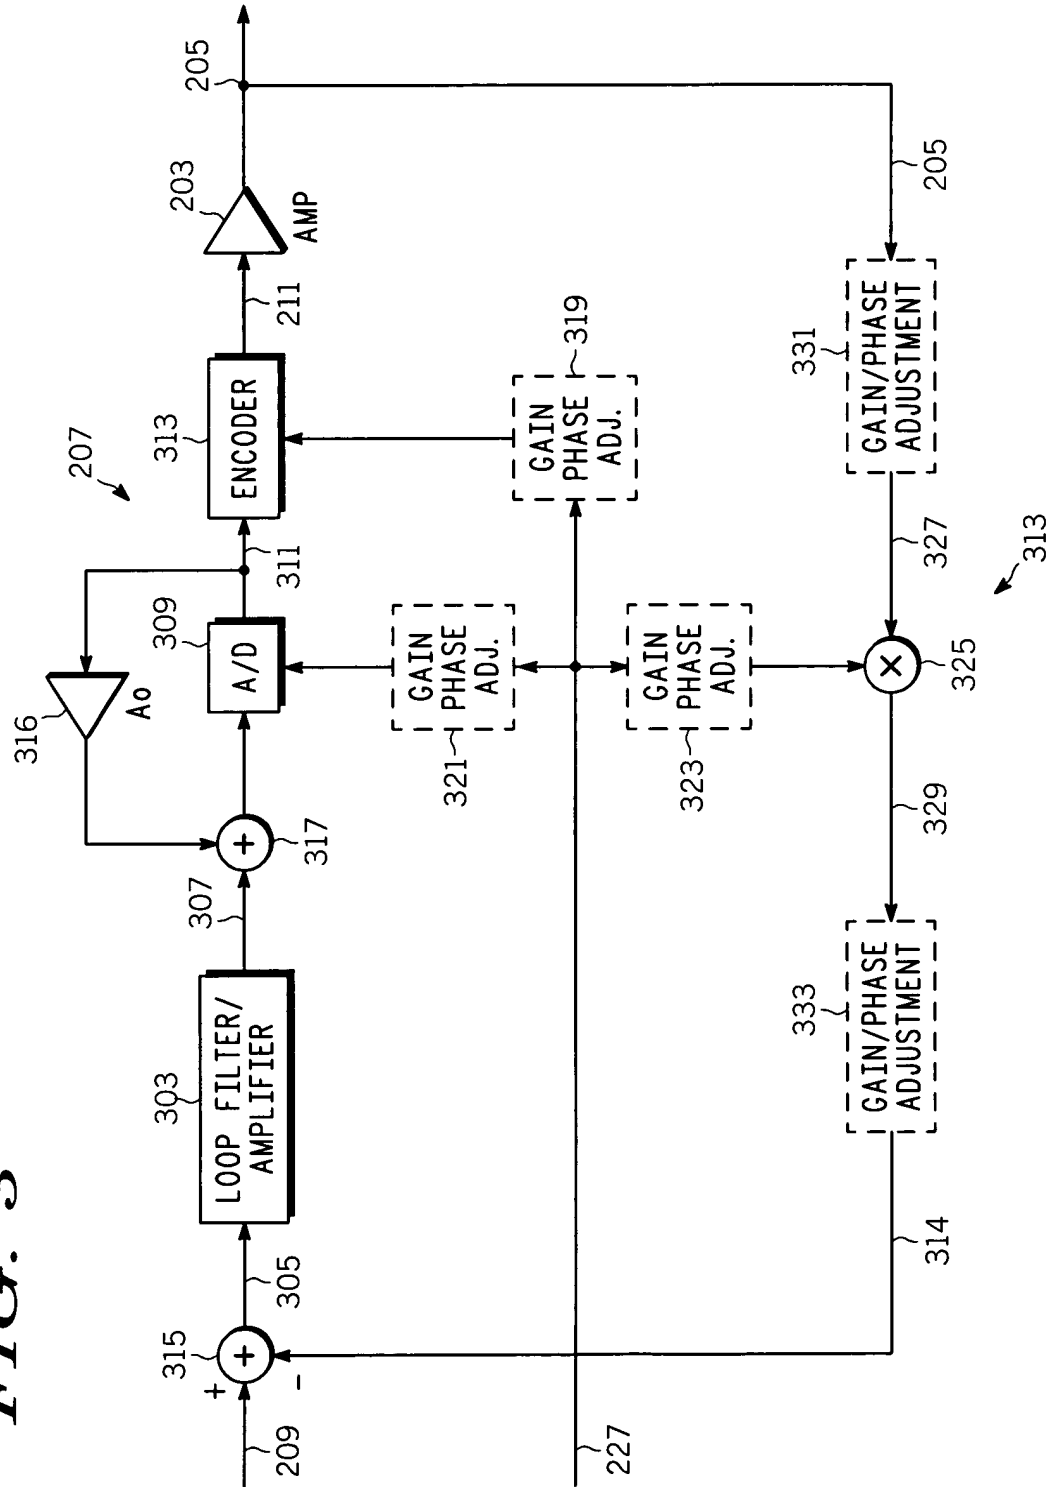 FIG. 3
316
207
A0
315
303
309
313
203
205
+
+
LOOP FILTER/
AMPLIFIER
307
+
A/D
ENCODER
-
209
305
317
311
211
AMP
321
GAIN
PHASE
ADJ.
GAIN
PHASE
ADJ.
319
227
323
GAIN
PHASE
ADJ.
333
331
GAIN/PHASE
ADJUSTMENT
X
GAIN/PHASE
ADJUSTMENT
314
329
325
327
205
313